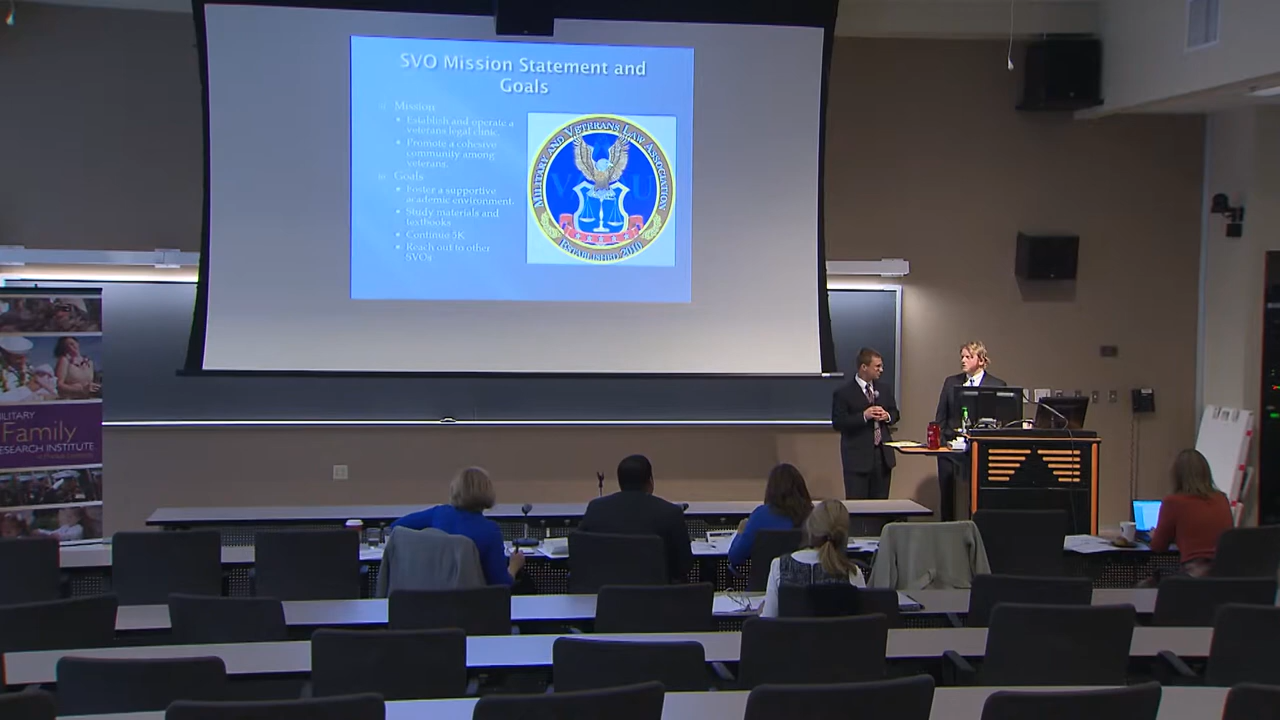 SVO Mission Statement and
Goals
Mission
Establish and operate a
veterans legal clinic.
Promote a cohesive
community among
veterans.
Goals
Foster a supportive
academic environment.
Study materials and
textbooks
Continue 5K
Reach out to other
SVOs
MILITARY AND VETERANS LAW ASSOCIATION
V U
ESTABLISHED 2010
ILITARY
Family
ESEARCH INSTITUTE